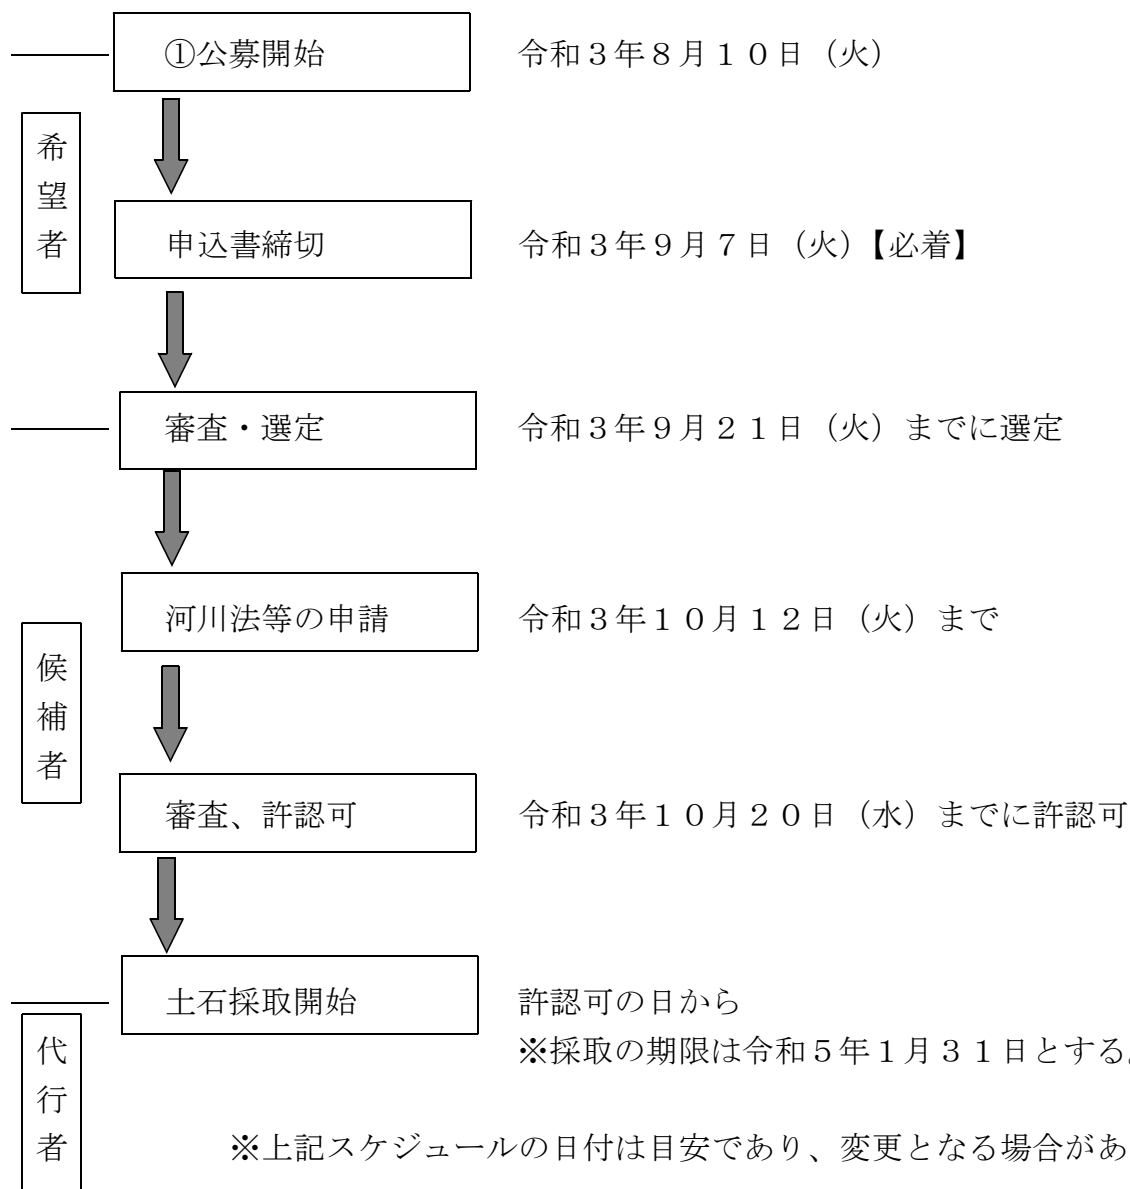 ①公募開始 令和３年８月１０日（火）
希望者
申込書締切 令和３年９月７日（火）【必着】
審査・選定 令和３年９月２１日（火）までに選定
河川法等の申請 令和３年１０月１２日（火）まで
候補者
審査、許認可 令和３年１０月２０日（水）までに許認可
土石採取開始 許認可の日から
※採取の期限は令和５年１月３１日とする。
代行者
※上記スケジュールの日付は目安であり、変更となる場合があ